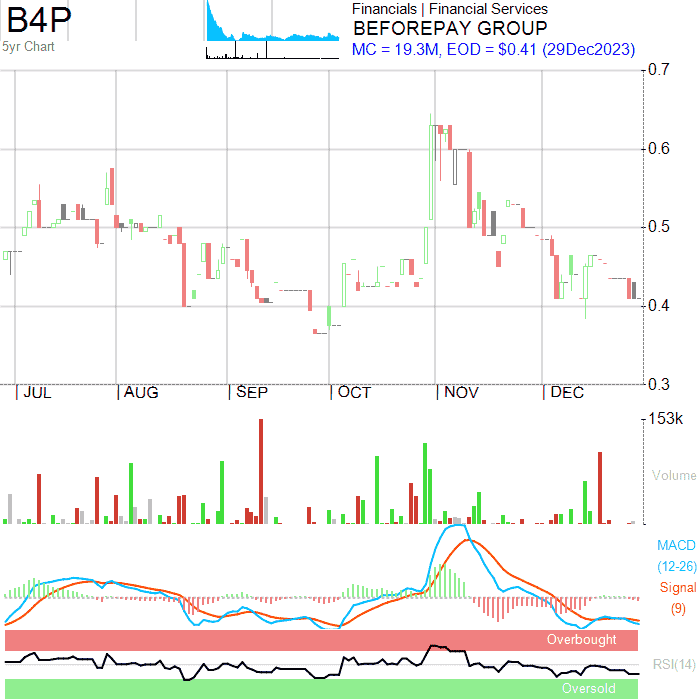 B4P
5yr Chart
Financials | Financial Services
BEFOREPAY GROUP
MC = 19.3M, EOD = $0.41 (29Dec2023)
0.7
0.6
0.5
0.4
0.3
JUL AUG SEP OCT NOV DEC
153k
Volume
MACD
(12-26)
Signal
(9)
Overbought
RSI(14)
Oversold